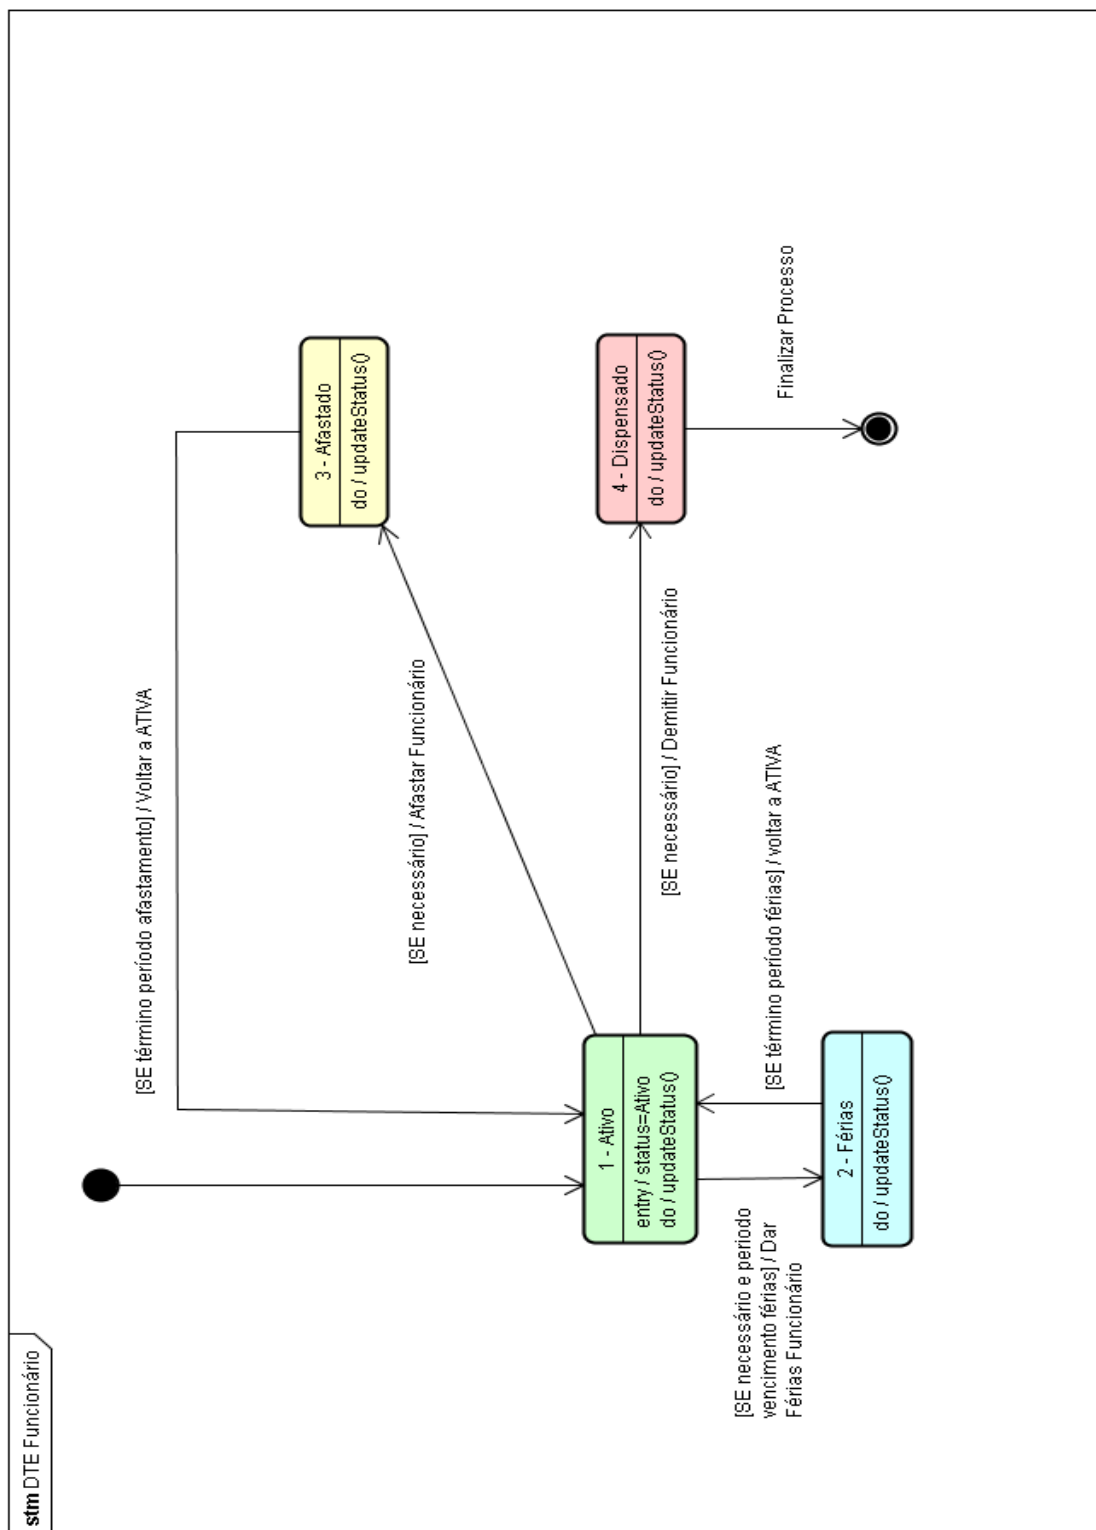 stm DTE Funcionário
[SE término período afastamento] / Voltar a ATIVA
3 - Afastado
do / updateStatus()
[SE necessário] / Afastar Funcionário
1 - Ativo
entry / status=Ativo
do / updateStatus()
[SE necessário] / Demitir Funcionário
4 - Dispensado
do / updateStatus()
Finalizar Processo
[SE necessário e periodo
vencimento férias] / Dar
Férias Funcionário
[SE término período férias] / voltar a ATIVA
2 - Férias
do / updateStatus()